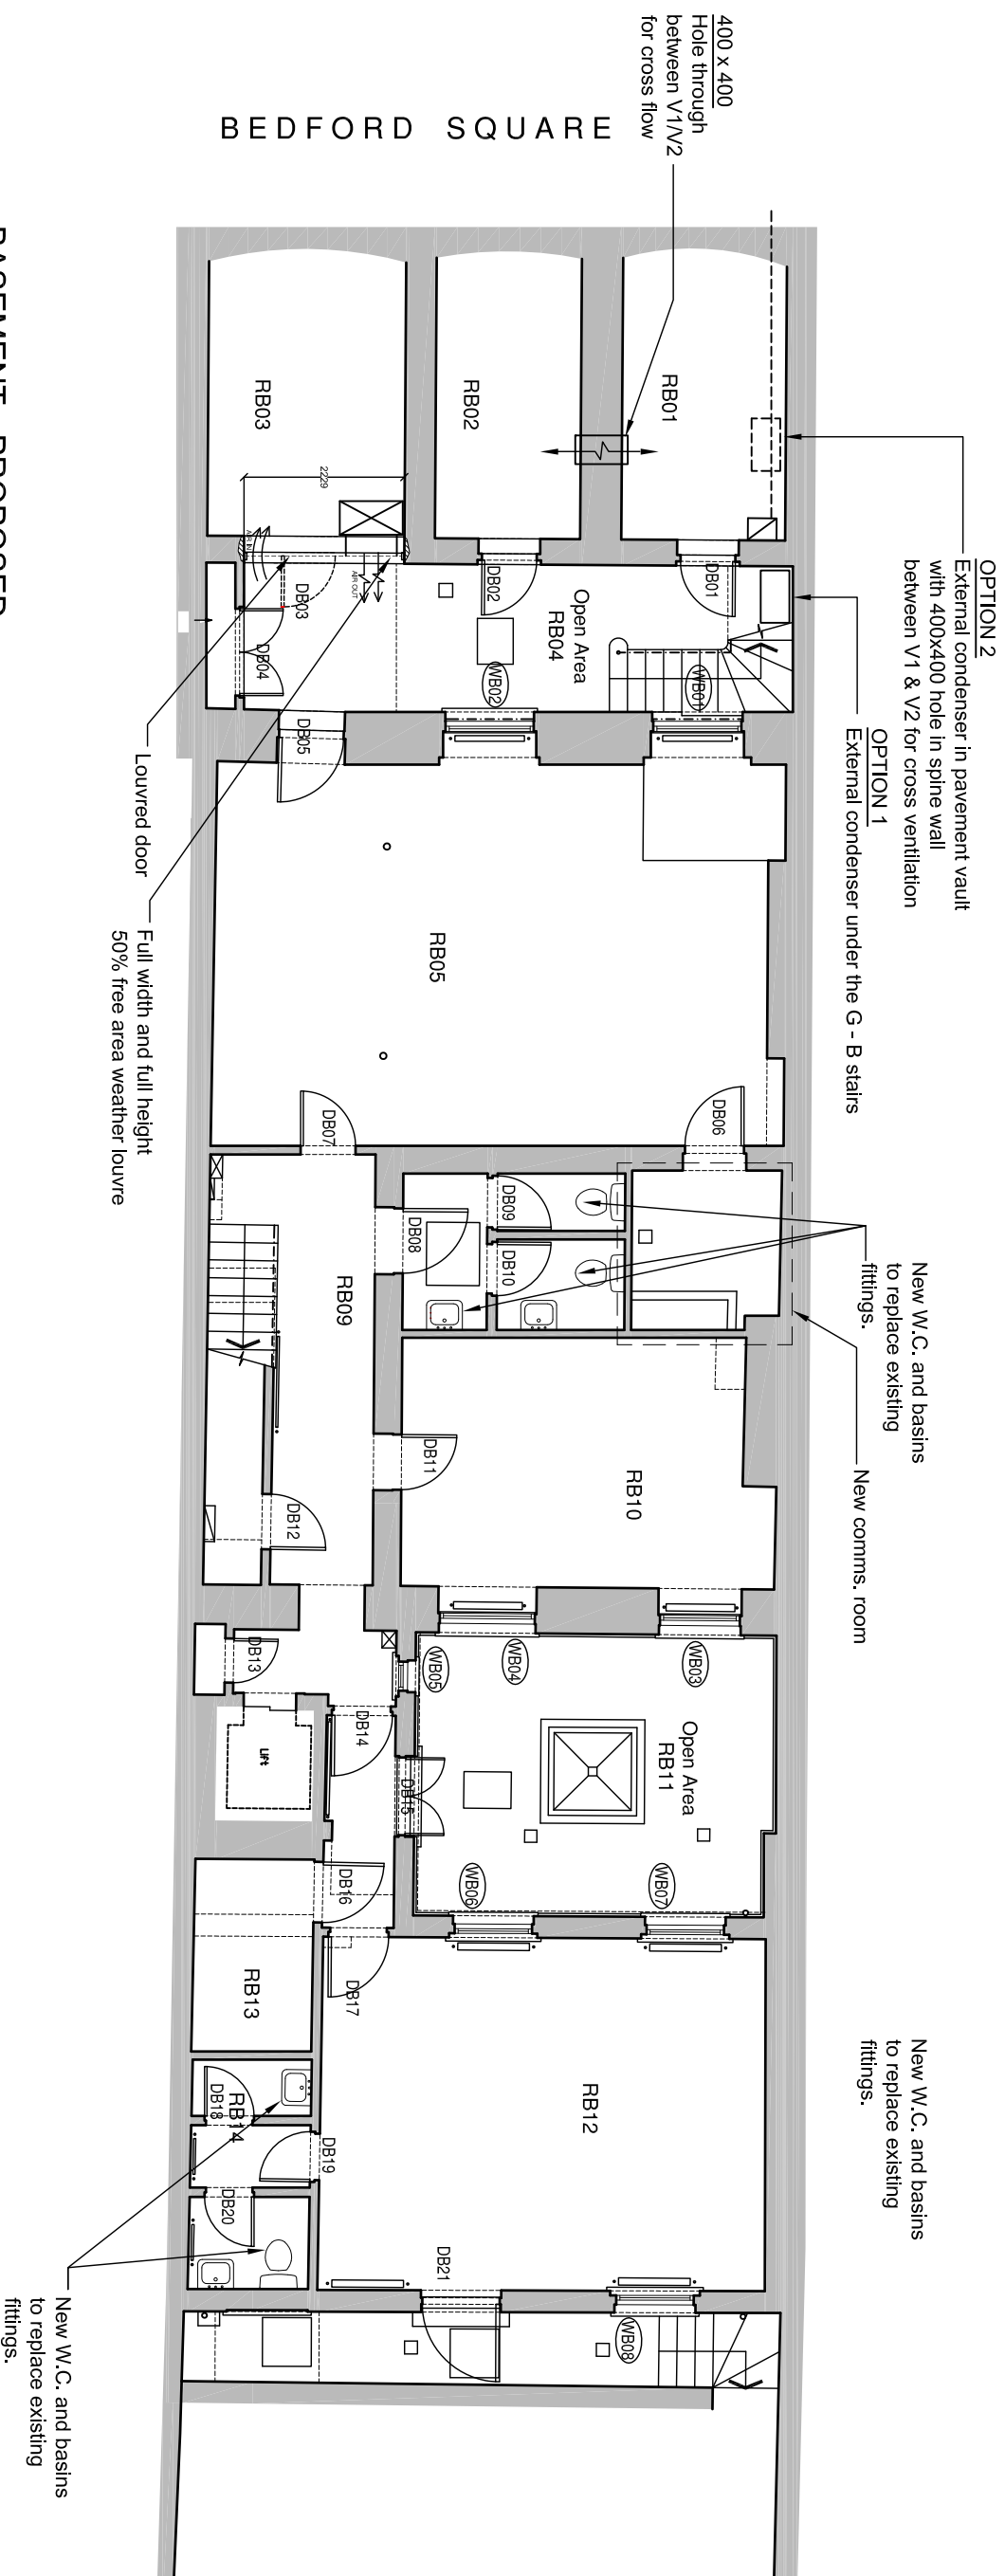 BEDFORD SQUARE
400 x 400
Hole through
between V1/V2
for cross flow
OPTION 2
External condenser in pavement vault
with 400x400 hole in spine wall
between V1 & V2 for cross ventilation
OPTION 1
External condenser under the G - B stairs
RB01
RB02
RB03
2229
AIR IN
AIR OUT
DB01
DB02
DB03
DB04
Open Area
RB04
WB01
WB02
DB05
Louvred door
Full width and full height
50% free area weather louvre
RB05
DB06
DB07
New W.C. and basins
to replace existing
fittings.
New comms. room
DB08
DB09
DB10
RB09
DB11
RB10
DB12
DB13
Lift
DB14
DB15
WB03
WB04
WB05
Open Area
RB11
WB06
WB07
DB16
DB17
RB13
RB12
New W.C. and basins
to replace existing
fittings.
DB18
RB14
DB19
DB20
DB21
WB08
New W.C. and basins
to replace existing
fittings.
BASEMENT PROPOSED